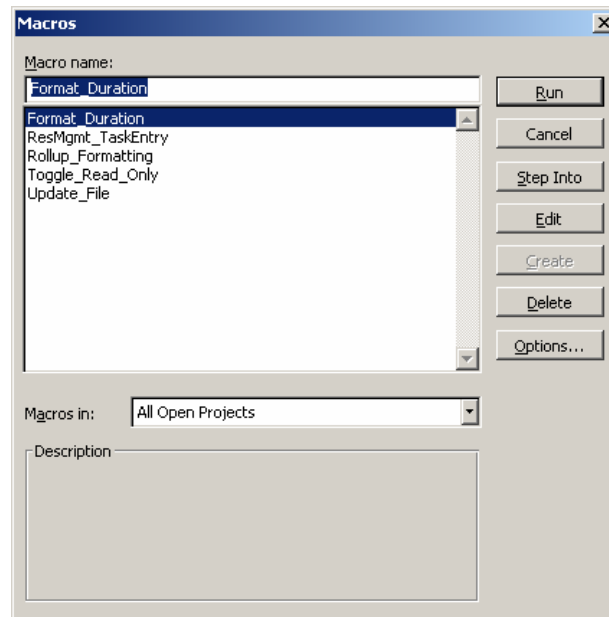 Macros
Macro name:
Format_Duration
Format_Duration
ResMgmt_TaskEntry
Rollup_Formatting
Toggle_Read_Only
Update_File
Run
Cancel
Step Into
Edit
Create
Delete
Options...
Macros in:
All Open Projects
Description